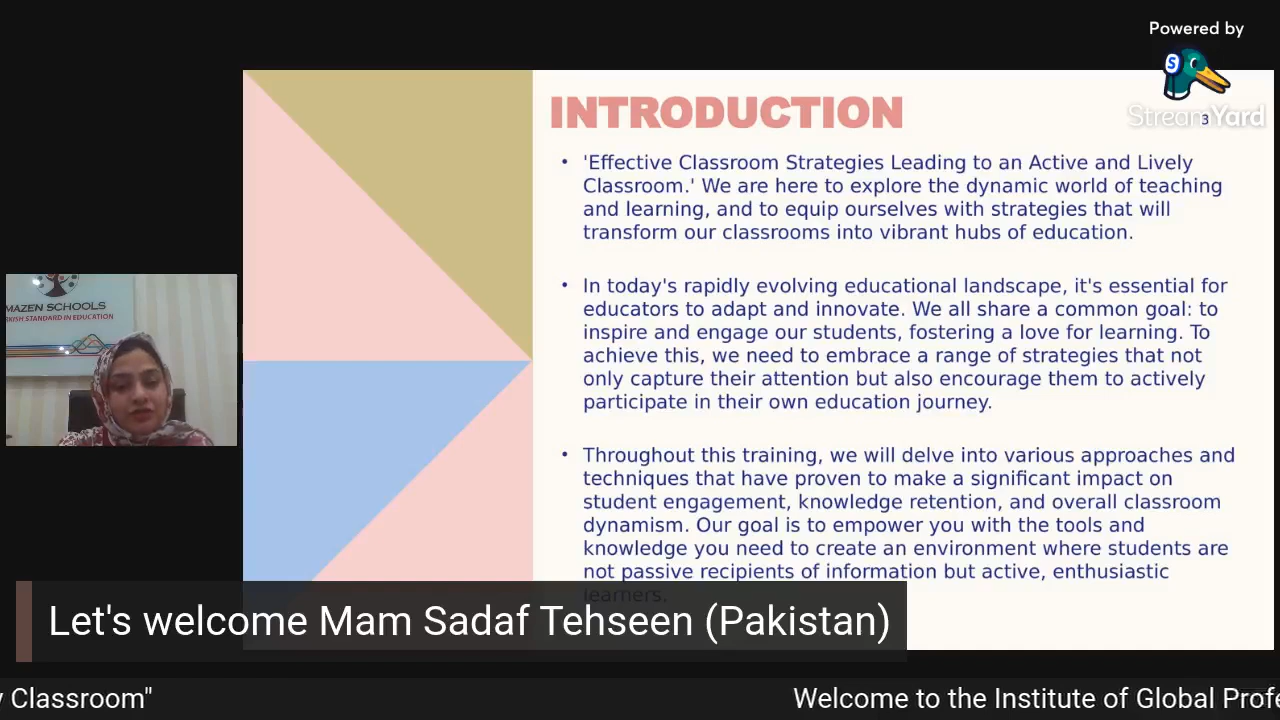 Powered by
StreamYard
INTRODUCTION
3
• 'Effective Classroom Strategies Leading to an Active and Lively
Classroom.' We are here to explore the dynamic world of teaching
and learning, and to equip ourselves with strategies that will
transform our classrooms into vibrant hubs of education.
• In today's rapidly evolving educational landscape, it's essential for
educators to adapt and innovate. We all share a common goal: to
inspire and engage our students, fostering a love for learning. To
achieve this, we need to embrace a range of strategies that not
only capture their attention but also encourage them to actively
participate in their own education journey.
• Throughout this training, we will delve into various approaches and
techniques that have proven to make a significant impact on
student engagement, knowledge retention, and overall classroom
dynamism. Our goal is to empower you with the tools and
knowledge you need to create an environment where students are
not passive recipients of information but active, enthusiastic
learners.
MAZEN SCHOOLS
KISH STANDARD IN EDUCATION
Let's welcome Mam Sadaf Tehseen (Pakistan)
y Classroom"
Welcome to the Institute of Global Profe